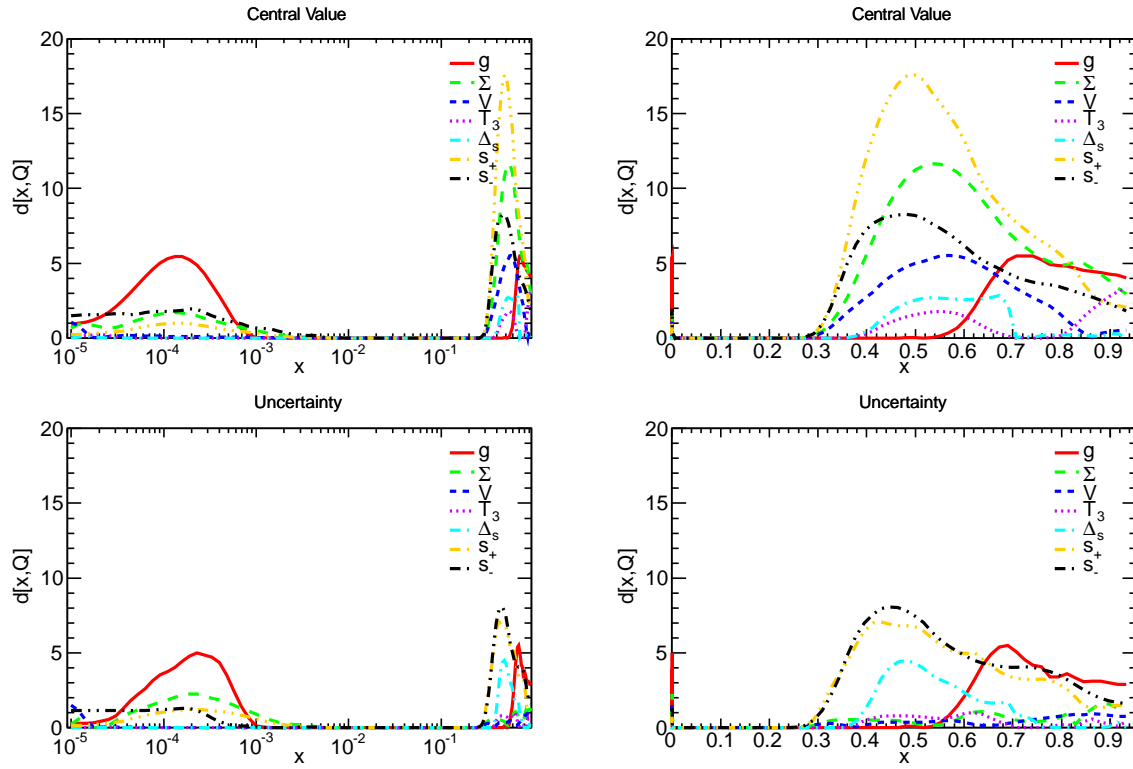 Central Value
20
15
10
5
0
d[x,Q]
g
Σ
V
T₃
Δₛ
s₊
s₋
10⁻⁵ 10⁻⁴ 10⁻³ 10⁻² 10⁻¹
x
Central Value
20
15
10
5
0
d[x,Q]
g
Σ
V
T₃
Δₛ
s₊
s₋
0 0.1 0.2 0.3 0.4 0.5 0.6 0.7 0.8 0.9
x
Uncertainty
20
15
10
5
0
d[x,Q]
g
Σ
V
T₃
Δₛ
s₊
s₋
10⁻⁵ 10⁻⁴ 10⁻³ 10⁻² 10⁻¹
x
Uncertainty
20
15
10
5
0
d[x,Q]
g
Σ
V
T₃
Δₛ
s₊
s₋
0 0.1 0.2 0.3 0.4 0.5 0.6 0.7 0.8 0.9
x